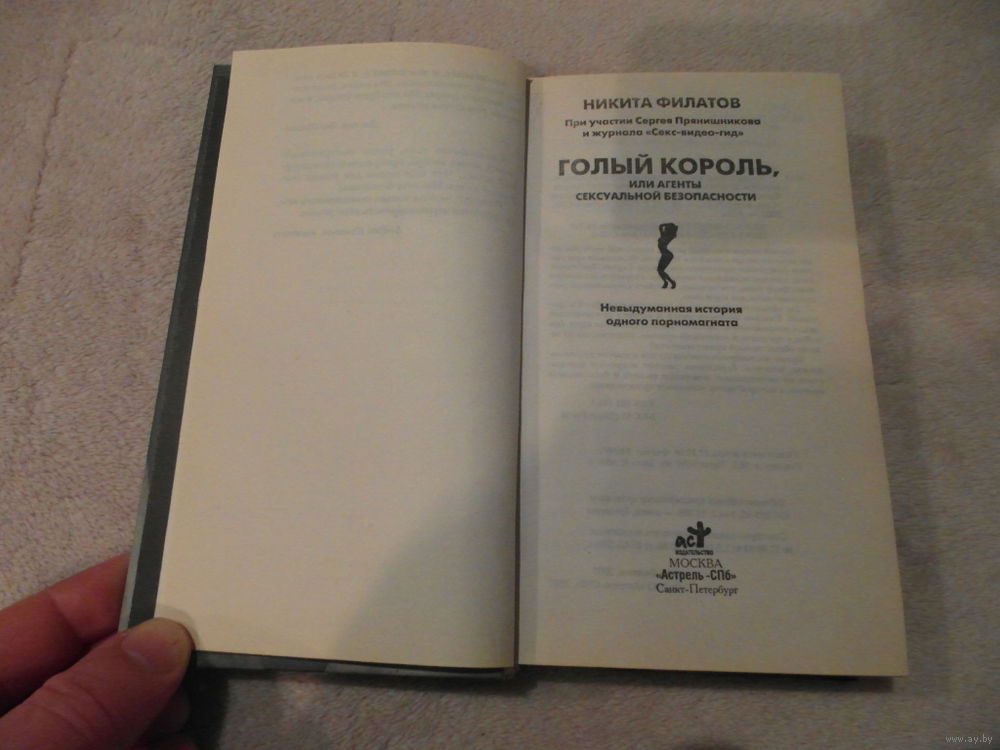 НИКИТА ФИЛАТОВ
При участии Сергея Прянишникова
и журнала «Секс-видео-гид»
ГОЛЫЙ КОРОЛЬ,
ИЛИ АГЕНТЫ
СЕКСУАЛЬНОЙ БЕЗОПАСНОСТИ
Невыдуманная история
одного порномагната
аст
ИЗДАТЕЛЬСТВО
МОСКВА
«Астрель-СПб»
Санкт-Петербург
www.ay.by